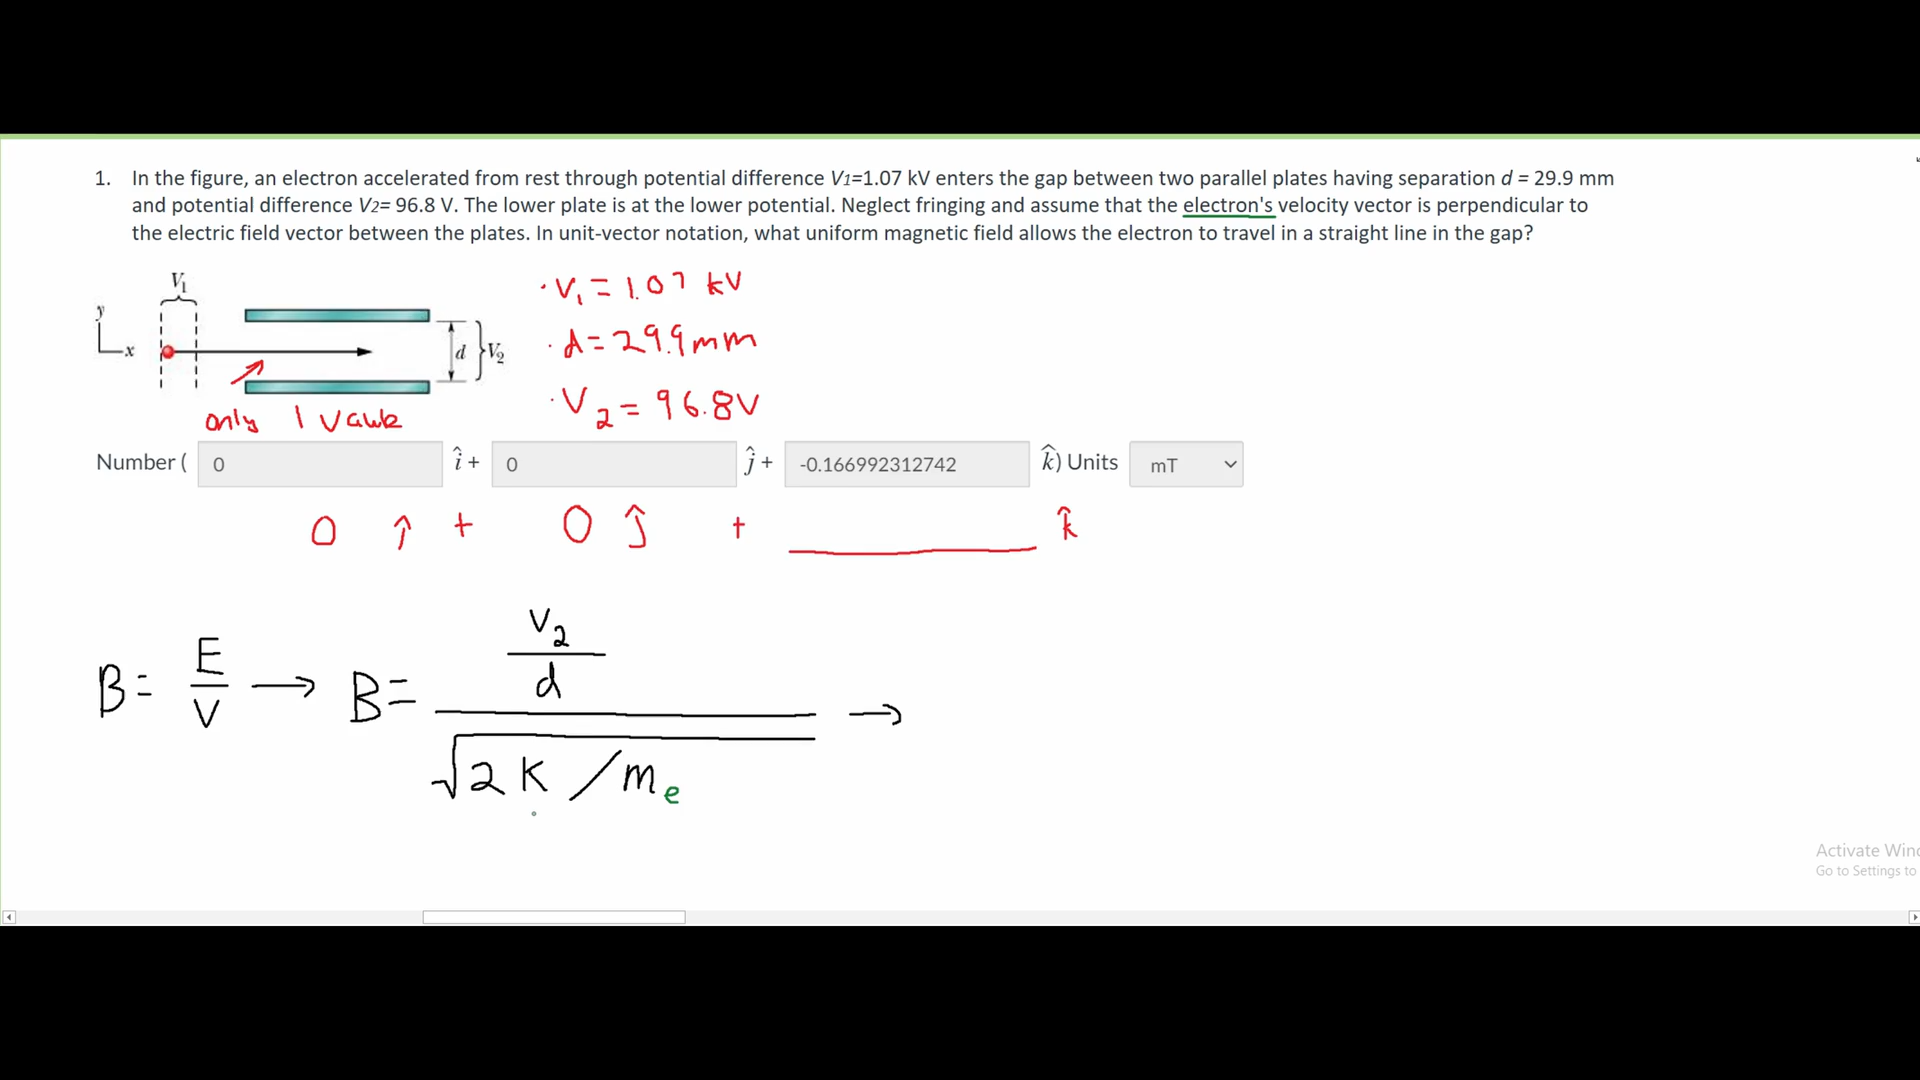 1. In the figure, an electron accelerated from rest through potential difference V1=1.07 kV enters the gap between two parallel plates having separation d = 29.9 mm
and potential difference V2= 96.8 V. The lower plate is at the lower potential. Neglect fringing and assume that the electron's velocity vector is perpendicular to
the electric field vector between the plates. In unit-vector notation, what uniform magnetic field allows the electron to travel in a straight line in the gap?
V₁
y
x
d }V₂
· V₁ = 1.07 kV
· d = 29.9 mm
· V₂ = 96.8V
only 1 value
Number ( 0 î + 0 ĵ + -0.166992312742 k̂) Units mT
0 î + 0 ĵ + ____ k̂
B = E/V → B = (V₂/d) / √(2K/mₑ) →
Activate Win
Go to Settings to